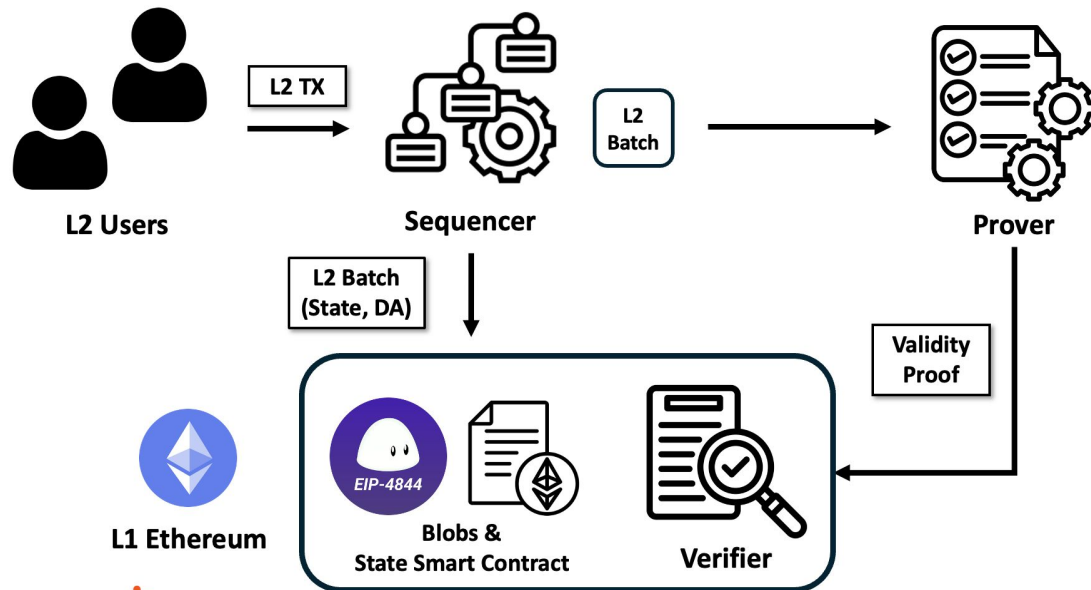 L2 TX
L2
Batch
L2 Users
Sequencer
Prover
L2 Batch
(State, DA)
Validity
Proof
EIP-4844
L1 Ethereum
Blobs &
State Smart Contract
Verifier